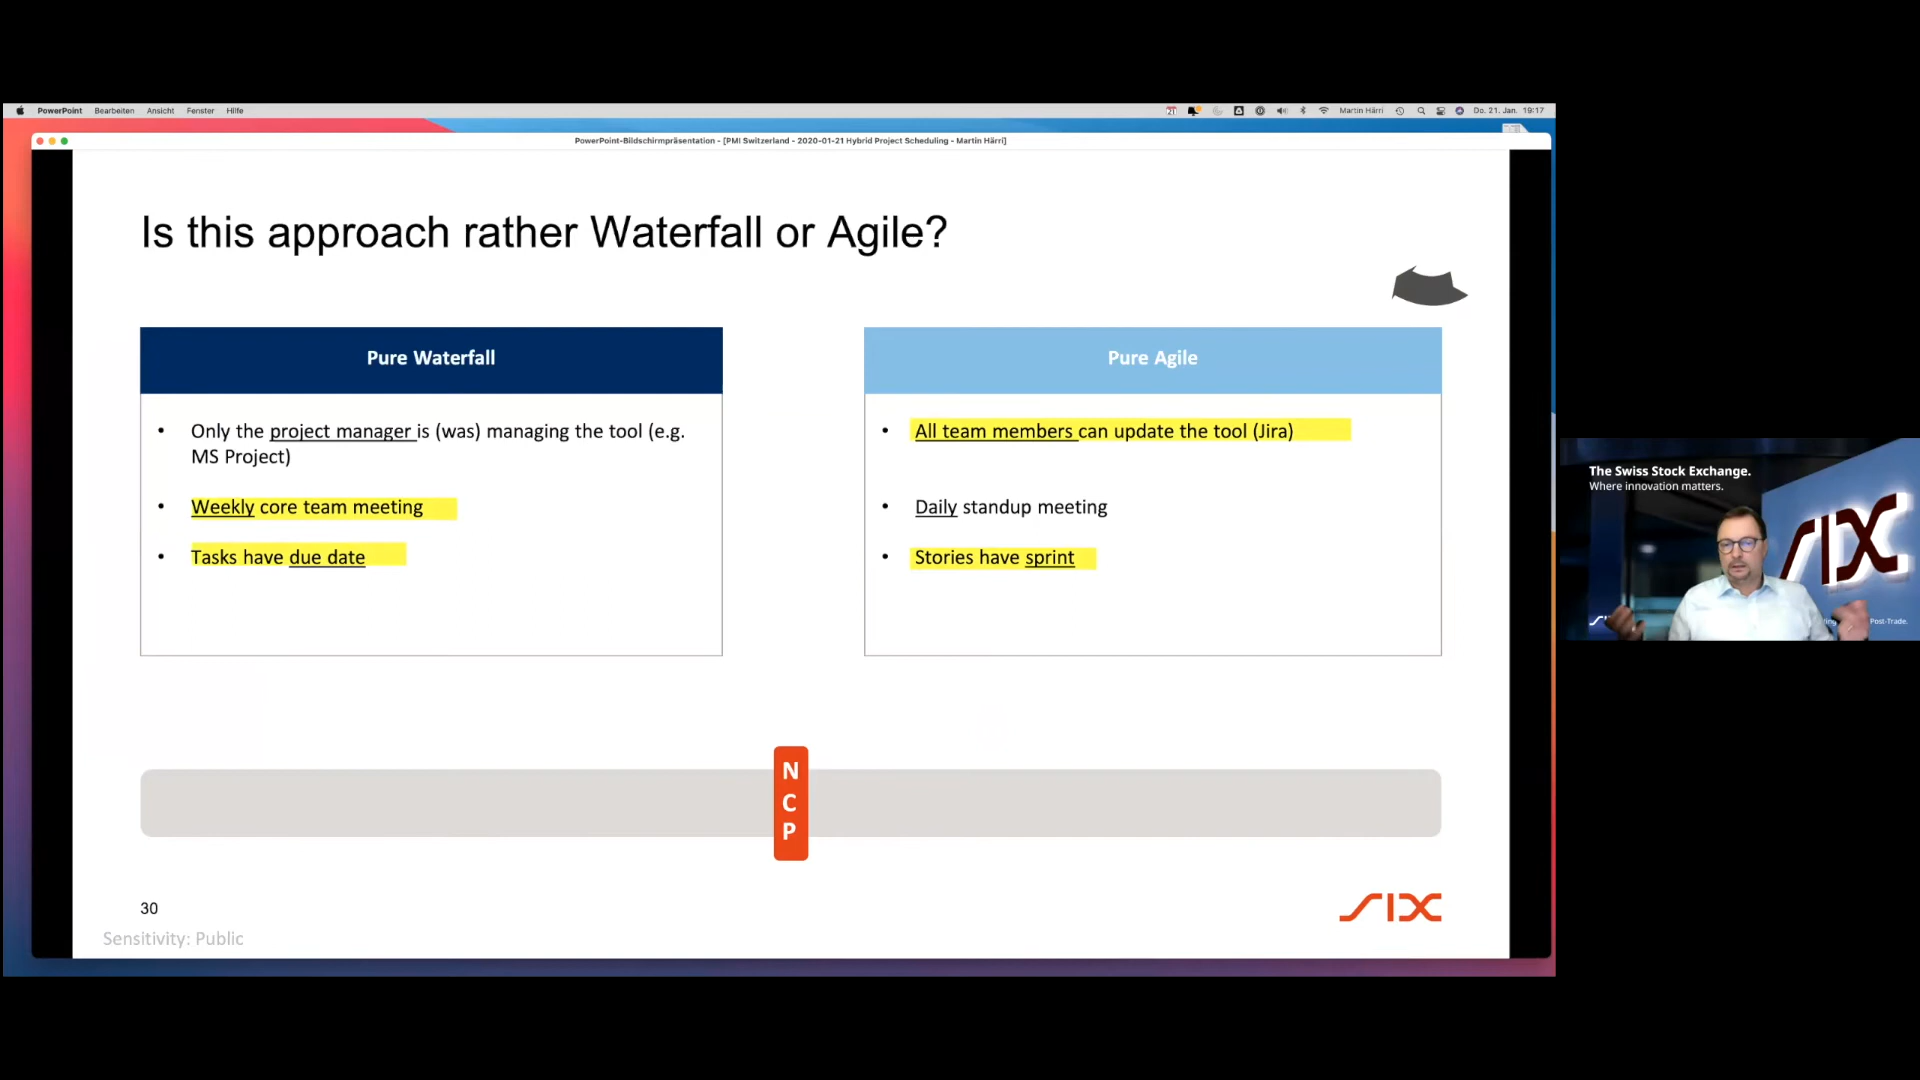 PowerPoint Bearbeiten Ansicht Fenster Hilfe
Martin Härri Do. 21. Jan. 19:17
PowerPoint-Bildschirmpräsentation - [PMI Switzerland - 2020-01-21 Hybrid Project Scheduling - Martin Härri]
Is this approach rather Waterfall or Agile?
Pure Waterfall
• Only the project manager is (was) managing the tool (e.g.
MS Project)
• Weekly core team meeting
• Tasks have due date
Pure Agile
• All team members can update the tool (Jira)
• Daily standup meeting
• Stories have sprint
N
C
P
30
SIX
Sensitivity: Public
The Swiss Stock Exchange.
Where innovation matters.
SIX
Post-Trade.